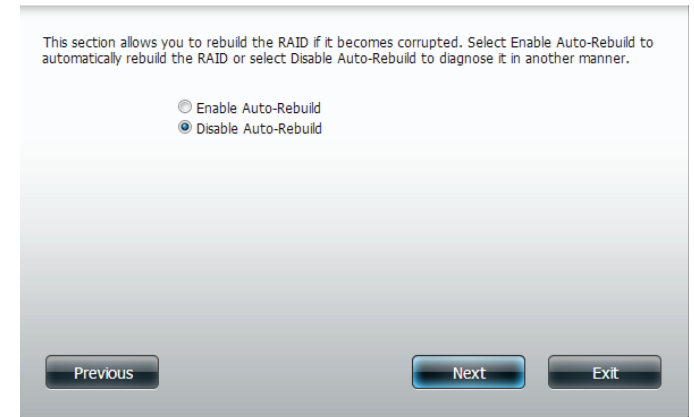 This section allows you to rebuild the RAID if it becomes corrupted. Select Enable Auto-Rebuild to
automatically rebuild the RAID or select Disable Auto-Rebuild to diagnose it in another manner.
Enable Auto-Rebuild
Disable Auto-Rebuild
Previous Next Exit